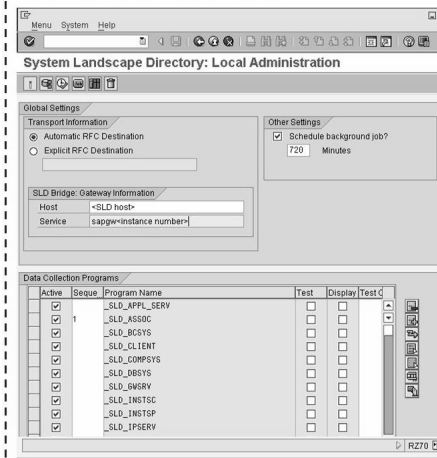 Menu System Help
System Landscape Directory: Local Administration
Global Settings
Transport Information
Automatic RFC Destination
Explicit RFC Destination
SLD Bridge: Gateway Information
Host <SLD host>
Service sapgw<instance number>
Other Settings
Schedule background job?
720 Minutes
Data Collection Programs
Active Seque Program Name Test Display Test C
_SLD_APPL_SERV
1 _SLD_ASSOC
_SLD_BCSYS
_SLD_CLIENT
_SLD_COMPSYS
_SLD_DBSYS
_SLD_GWSRV
_SLD_INSTSC
_SLD_INSTSP
_SLD_IPSERV
RZ70